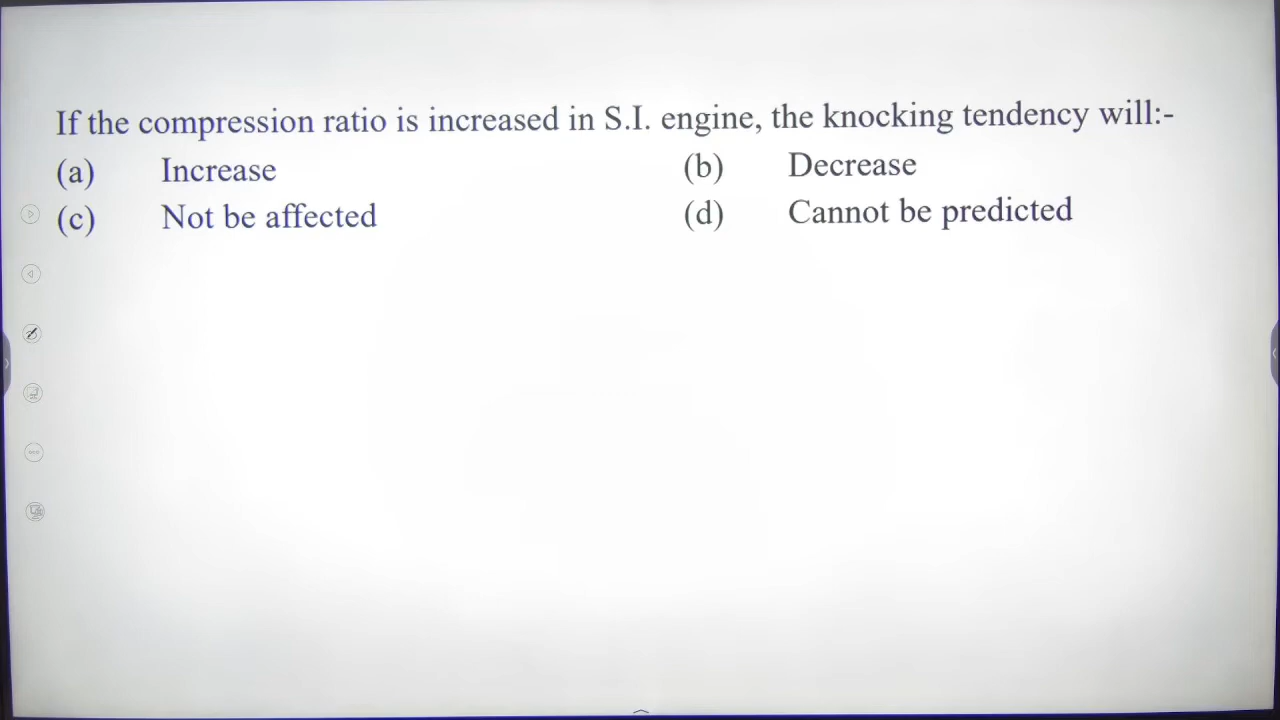 If the compression ratio is increased in S.I. engine, the knocking tendency will:-
(a) Increase (b) Decrease
(c) Not be affected (d) Cannot be predicted